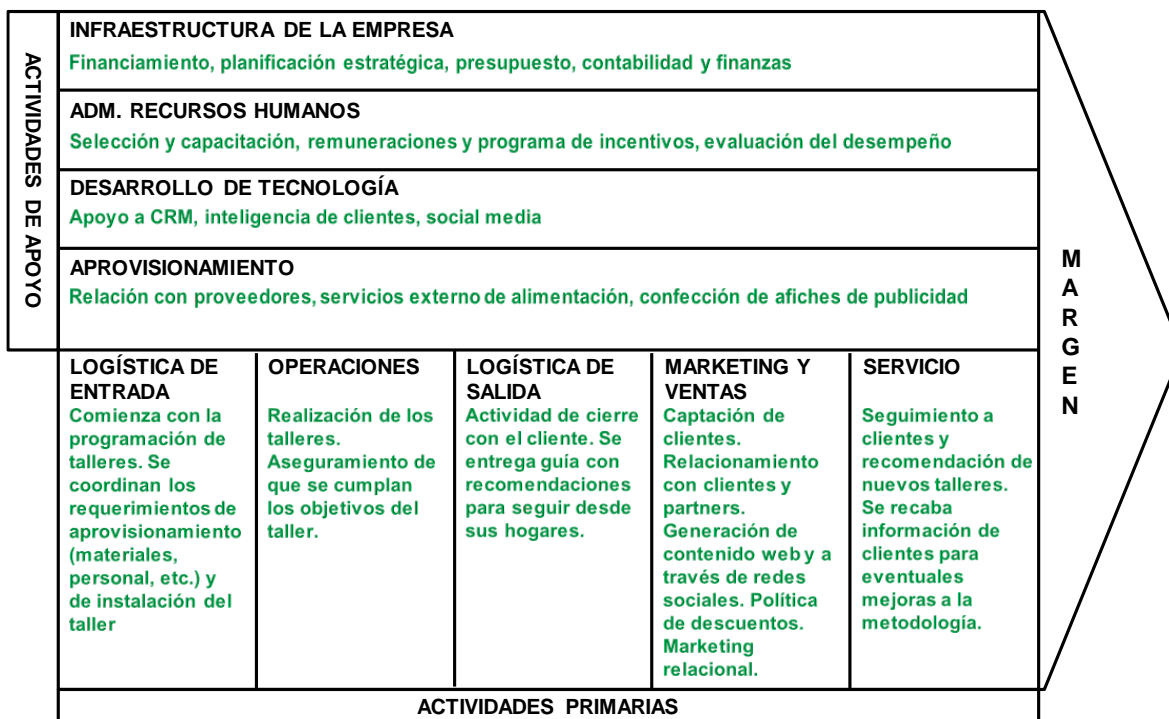 ACTIVIDADES DE APOYO
INFRAESTRUCTURA DE LA EMPRESA
Financiamiento, planificación estratégica, presupuesto, contabilidad y finanzas
ADM. RECURSOS HUMANOS
Selección y capacitación, remuneraciones y programa de incentivos, evaluación del desempeño
DESARROLLO DE TECNOLOGÍA
Apoyo a CRM, inteligencia de clientes, social media
APROVISIONAMIENTO
Relación con proveedores, servicios externo de alimentación, confección de afiches de publicidad
LOGÍSTICA DE
ENTRADA
Comienza con la
programación de
talleres. Se
coordinan los
requerimientos de
aprovisionamiento
(materiales,
personal, etc.) y
de instalación del
taller
OPERACIONES
Realización de los
talleres.
Aseguramiento de
que se cumplan
los objetivos del
taller.
LOGÍSTICA DE
SALIDA
Actividad de cierre
con el cliente. Se
entrega guía con
recomendaciones
para seguir desde
sus hogares.
MARKETING Y
VENTAS
Captación de
clientes.
Relacionamiento
con clientes y
partners.
Generación de
contenido web y a
través de redes
sociales. Política
de descuentos.
Marketing
relacional.
SERVICIO
Seguimiento a
clientes y
recomendación de
nuevos talleres.
Se recaba
información de
clientes para
eventuales
mejoras a la
metodología.
MARGEN
ACTIVIDADES PRIMARIAS